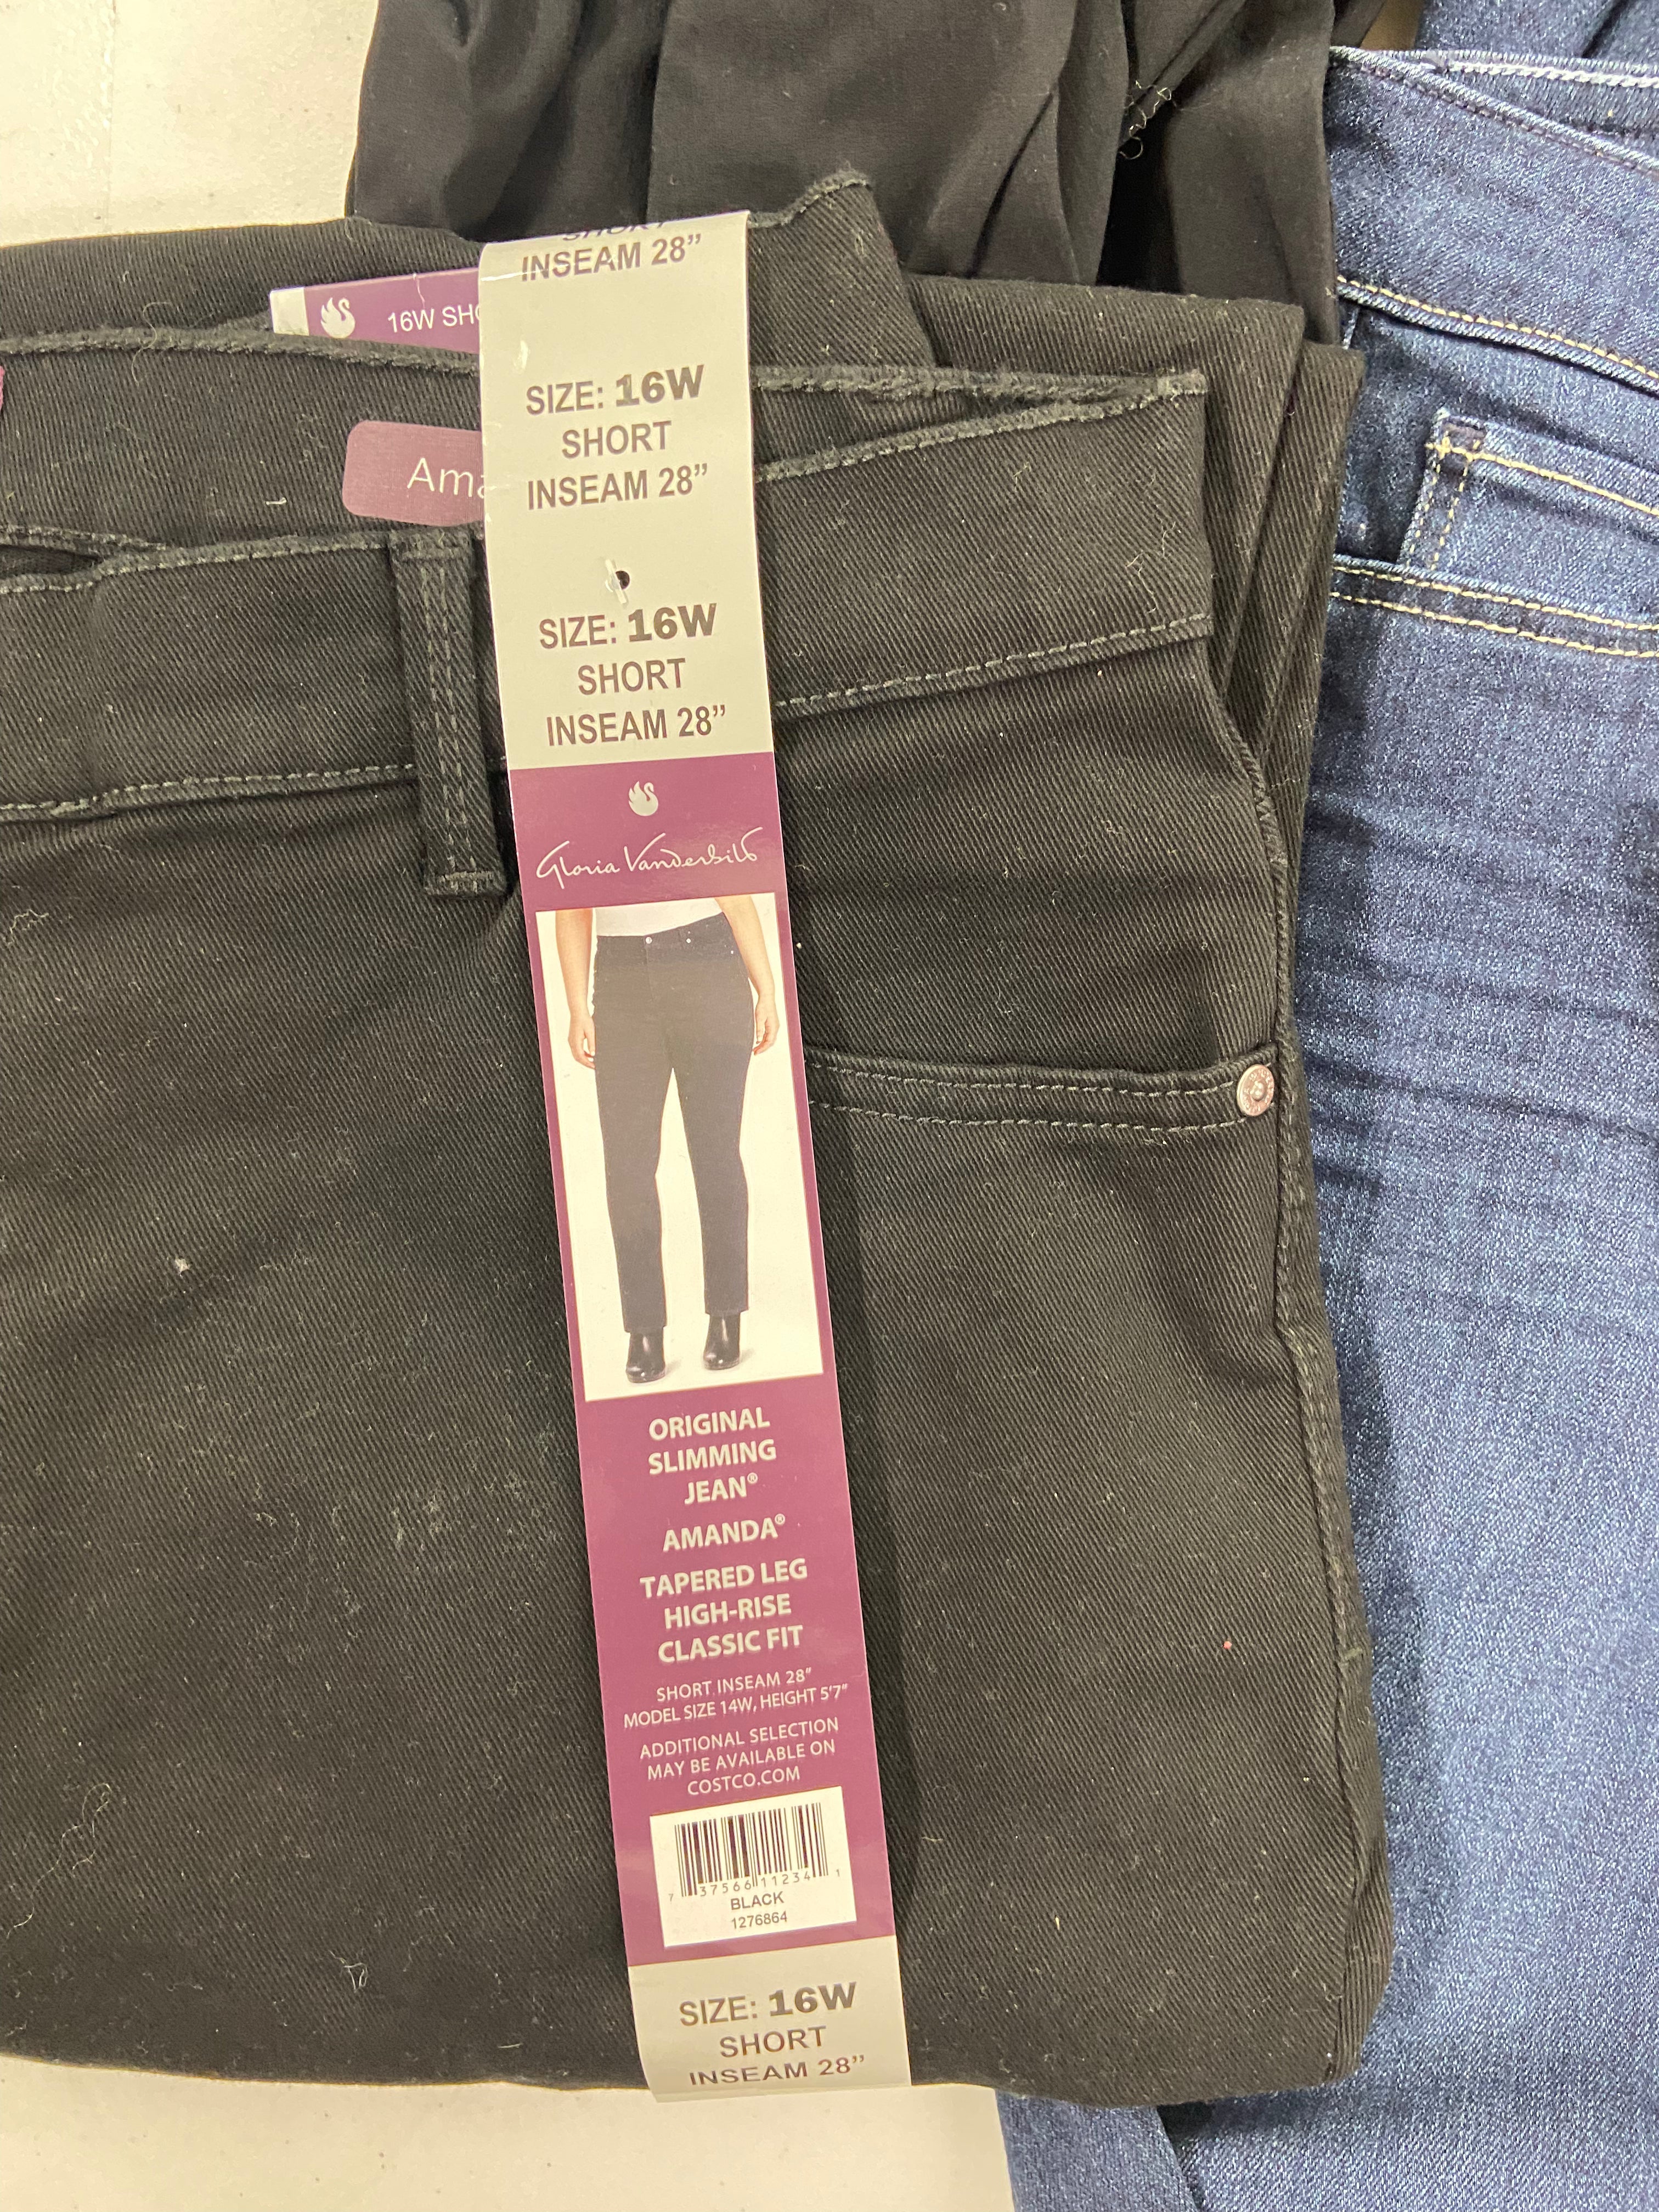 SHORT
INSEAM 28"
16W SHO
SIZE: 16W
SHORT
INSEAM 28"
Ama
SIZE: 16W
SHORT
INSEAM 28"
Gloria Vanderbilt
ORIGINAL
SLIMMING
JEAN®
AMANDA®
TAPERED LEG
HIGH-RISE
CLASSIC FIT
SHORT INSEAM 28"
MODEL SIZE 14W, HEIGHT 5'7"
ADDITIONAL SELECTION
MAY BE AVAILABLE ON
COSTCO.COM
7 37566 11234 1
BLACK
1276864
SIZE: 16W
SHORT
INSEAM 28"